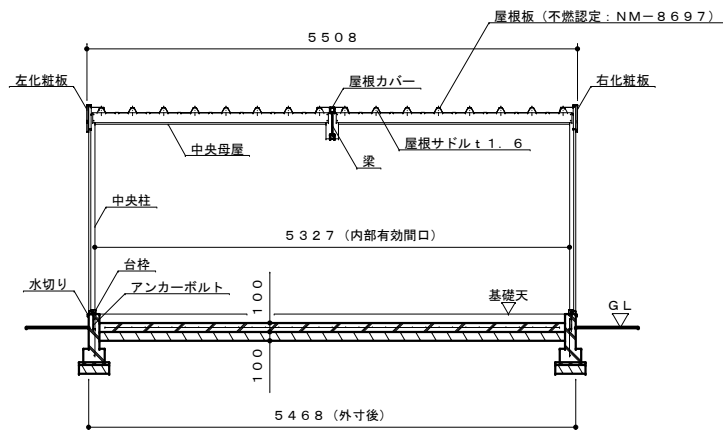 屋根板（不燃認定：NM－8697）
5508
左化粧板
屋根カバー
右化粧板
中央母屋
屋根サドルｔ1．6
梁
中央柱
5327（内部有効間口）
台枠
水切り
アンカーボルト
100
基礎天
GL
100
5468（外寸後）